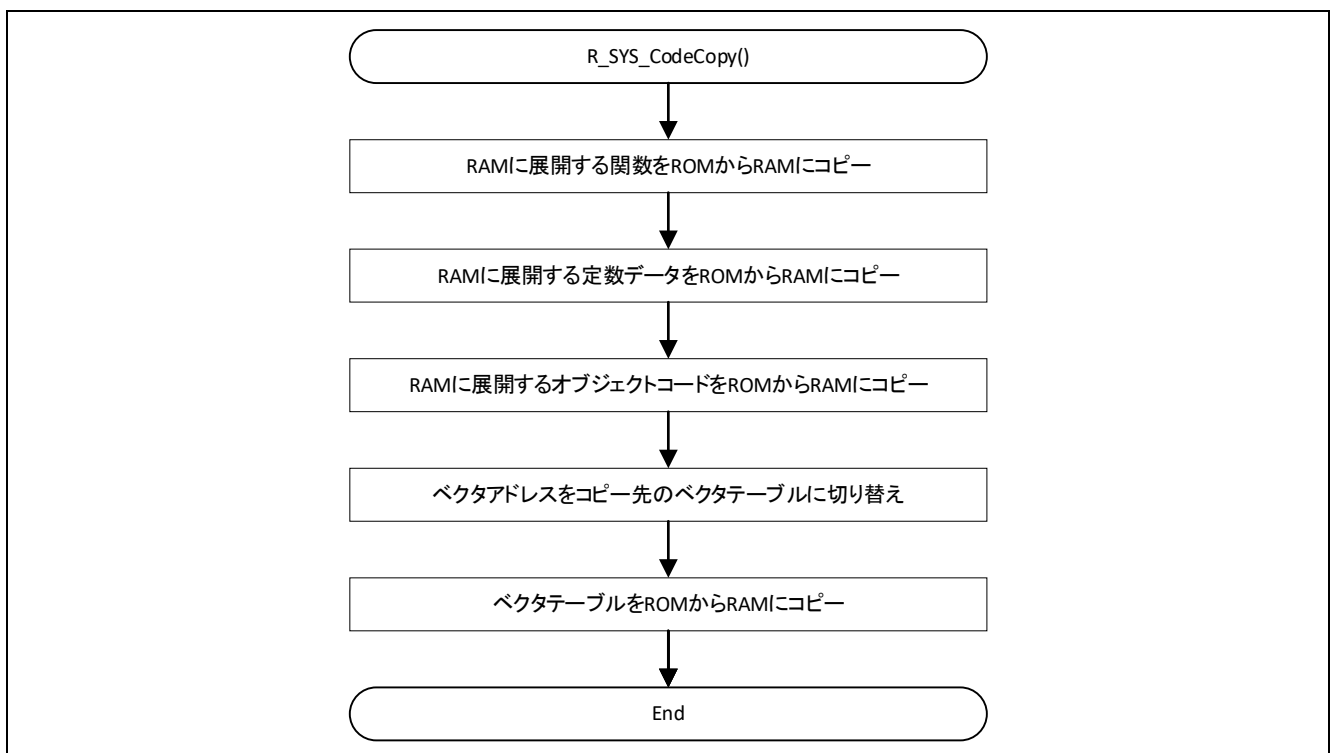 R_SYS_CodeCopy()
RAMに展開する関数をROMからRAMにコピー
RAMに展開する定数データをROMからRAMにコピー
RAMに展開するオブジェクトコードをROMからRAMにコピー
ベクタアドレスをコピー先のベクタテーブルに切り替え
ベクタテーブルをROMからRAMにコピー
End